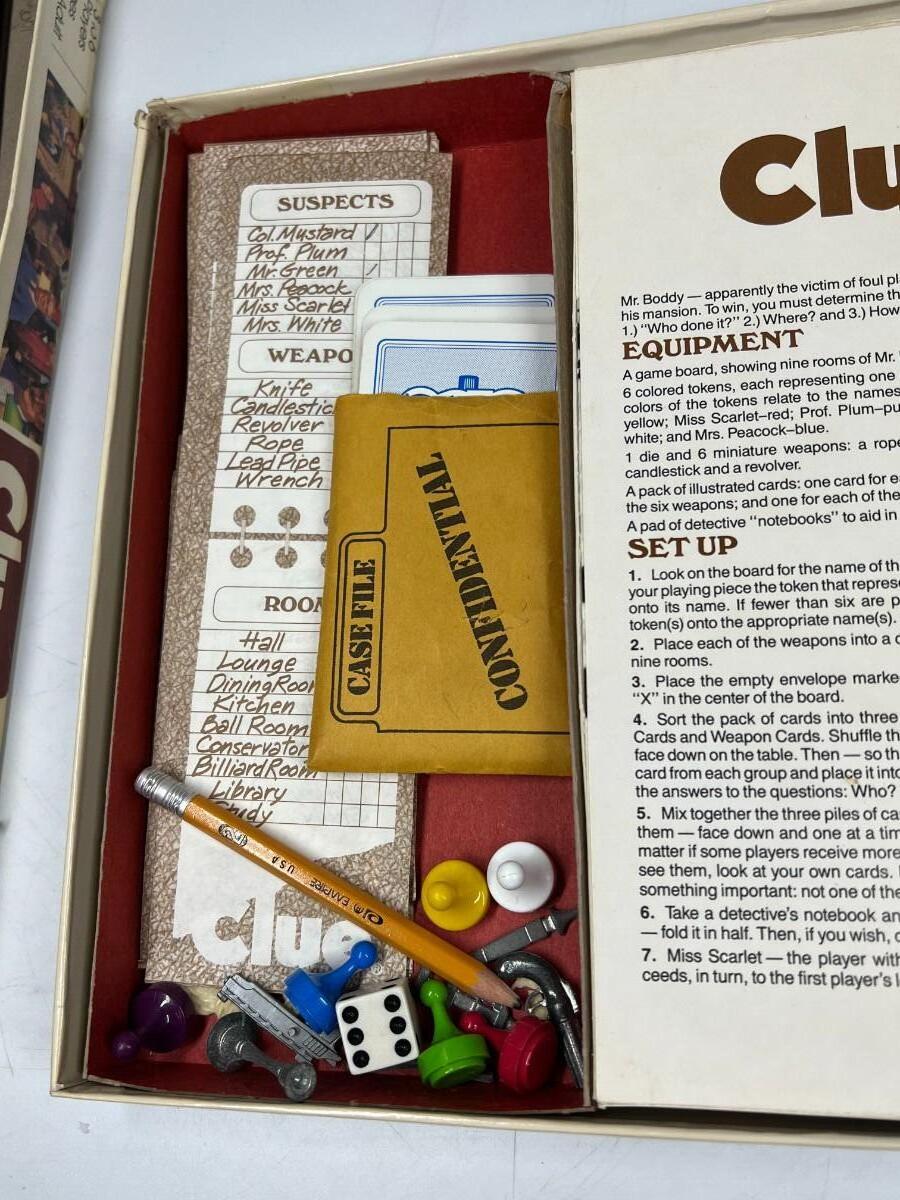 SUSPECTS
Col. Mustard
Prof. Plum
Mr. Green
Mrs. Peacock
Miss Scarlet
Mrs. White
WEAPO
Knife
Candlestic
Revolver
Rope
Lead Pipe
Wrench
ROOM
Hall
Lounge
Dining Room
Kitchen
Ball Room
Conservator
Billiard Room
Library
Study
Clue
CASE FILE
CONFIDENTIAL
EMPIRE U.S.A
Clu
Mr. Boddy — apparently the victim of foul pl
his mansion. To win, you must determine th
1.) "Who done it?" 2.) Where? and 3.) How
EQUIPMENT
A game board, showing nine rooms of Mr.
6 colored tokens, each representing one
colors of the tokens relate to the names
yellow; Miss Scarlet–red; Prof. Plum–pu
white; and Mrs. Peacock–blue.
1 die and 6 miniature weapons: a rope
candlestick and a revolver.
A pack of illustrated cards: one card for ea
the six weapons; and one for each of the
A pad of detective "notebooks" to aid in
SET UP
1. Look on the board for the name of th
your playing piece the token that represe
onto its name. If fewer than six are p
token(s) onto the appropriate name(s).
2. Place each of the weapons into a d
nine rooms.
3. Place the empty envelope marke
"X" in the center of the board.
4. Sort the pack of cards into three
Cards and Weapon Cards. Shuffle th
face down on the table. Then — so th
card from each group and place it into
the answers to the questions: Who?
5. Mix together the three piles of ca
them — face down and one at a tim
matter if some players receive more
see them, look at your own cards.
something important: not one of the
6. Take a detective's notebook an
— fold it in half. Then, if you wish, c
7. Miss Scarlet — the player with
ceeds, in turn, to the first player's l